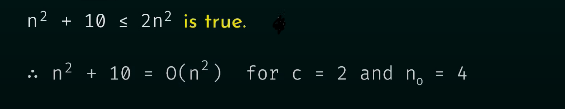 n² + 10 ≤ 2n² is true.
∴ n² + 10 = O(n²) for c = 2 and n₀ = 4